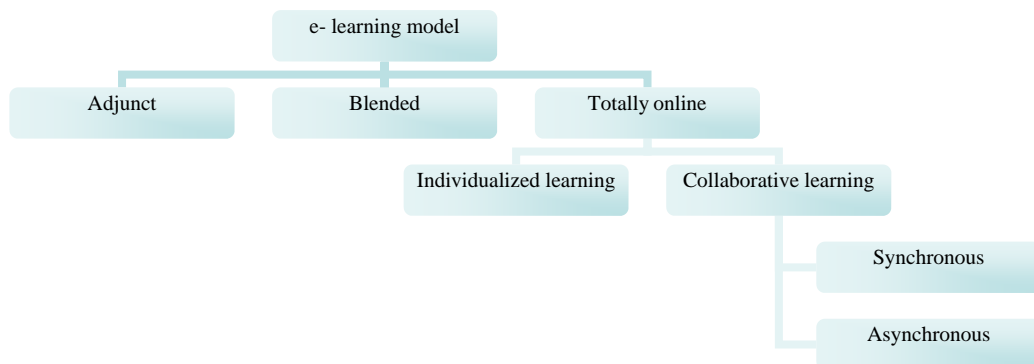 e- learning model
Adjunct
Blended
Totally online
Individualized learning
Collaborative learning
Synchronous
Asynchronous